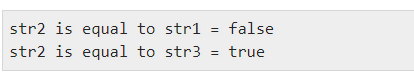 str2 is equal to str1 = false
str2 is equal to str3 = true